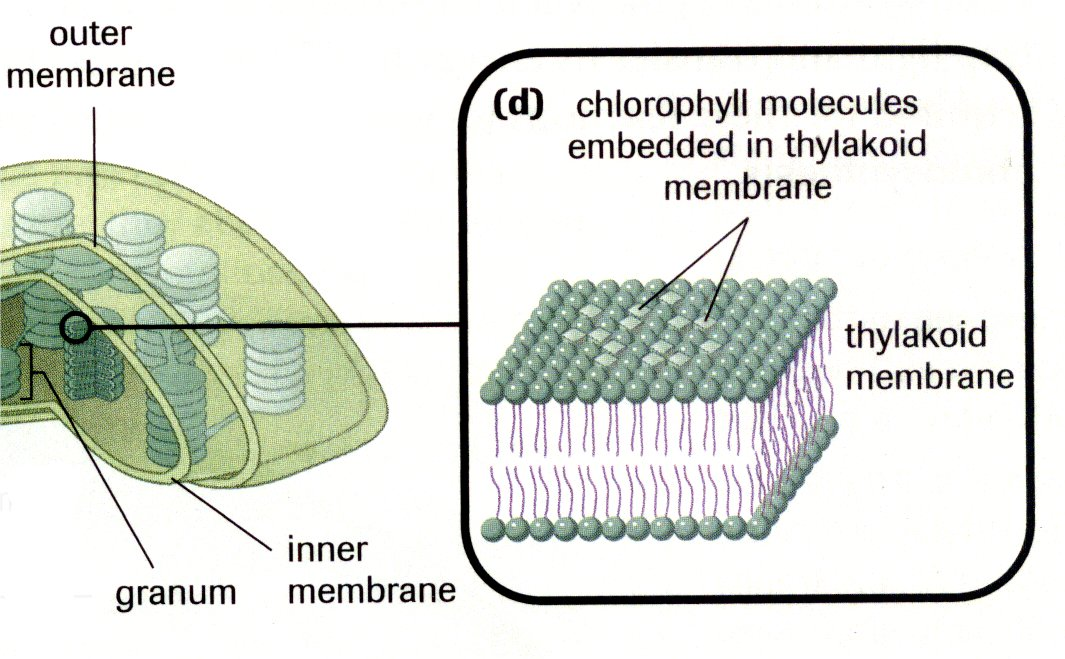 outer
membrane
(d) chlorophyll molecules
embedded in thylakoid
membrane
thylakoid
membrane
inner
membrane
granum